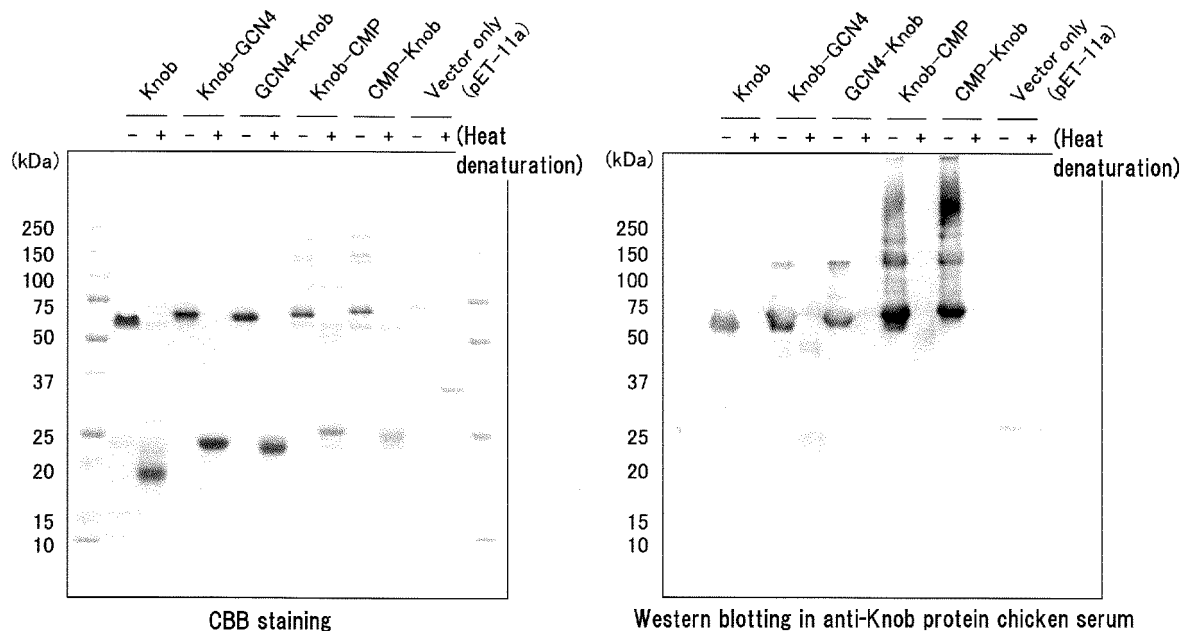 Knob
Knob-GCN4
GCN4-Knob
Knob-CMP
CMP-Knob
Vector only
(pET-11a)
- + - + - + - + - + - +
(Heat
denaturation)
(kDa)
250
150
100
75
50
37
25
20
15
10
CBB staining
Knob
Knob-GCN4
GCN4-Knob
Knob-CMP
CMP-Knob
Vector only
(pET-11a)
- + - + - + - + - + - +
(Heat
denaturation)
(kDa)
250
150
100
75
50
37
25
20
15
10
Western blotting in anti-Knob protein chicken serum